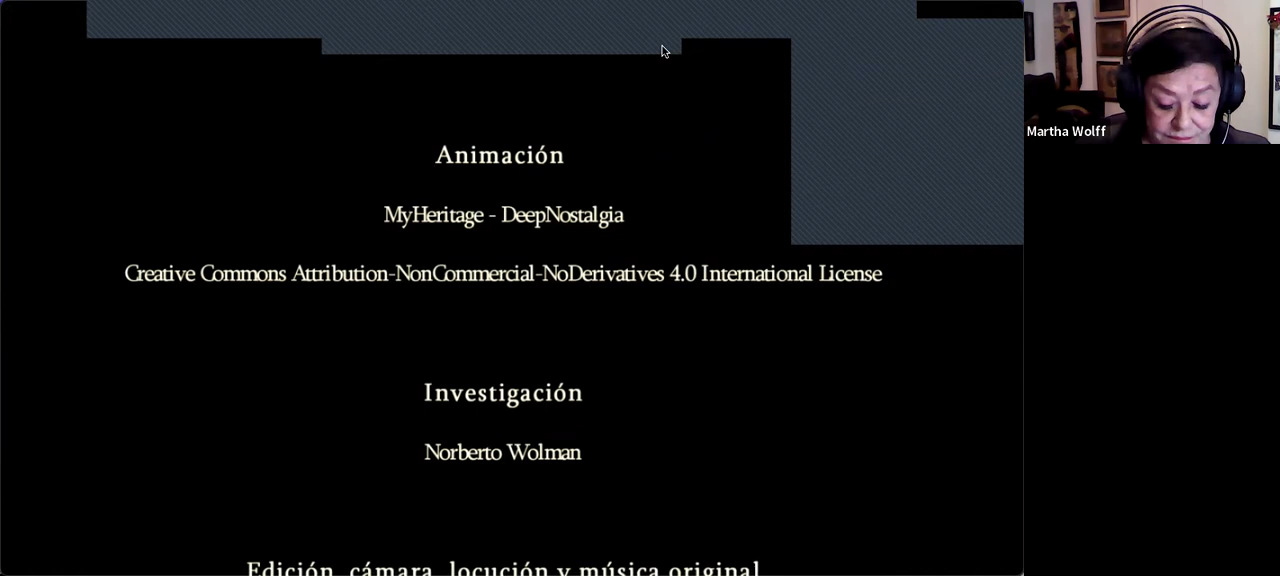 Animación
MyHeritage - DeepNostalgia
Creative Commons Attribution-NonCommercial-NoDerivatives 4.0 International License
Investigación
Norberto Wolman
Edición, cámara, locución y música original
Martha Wolff